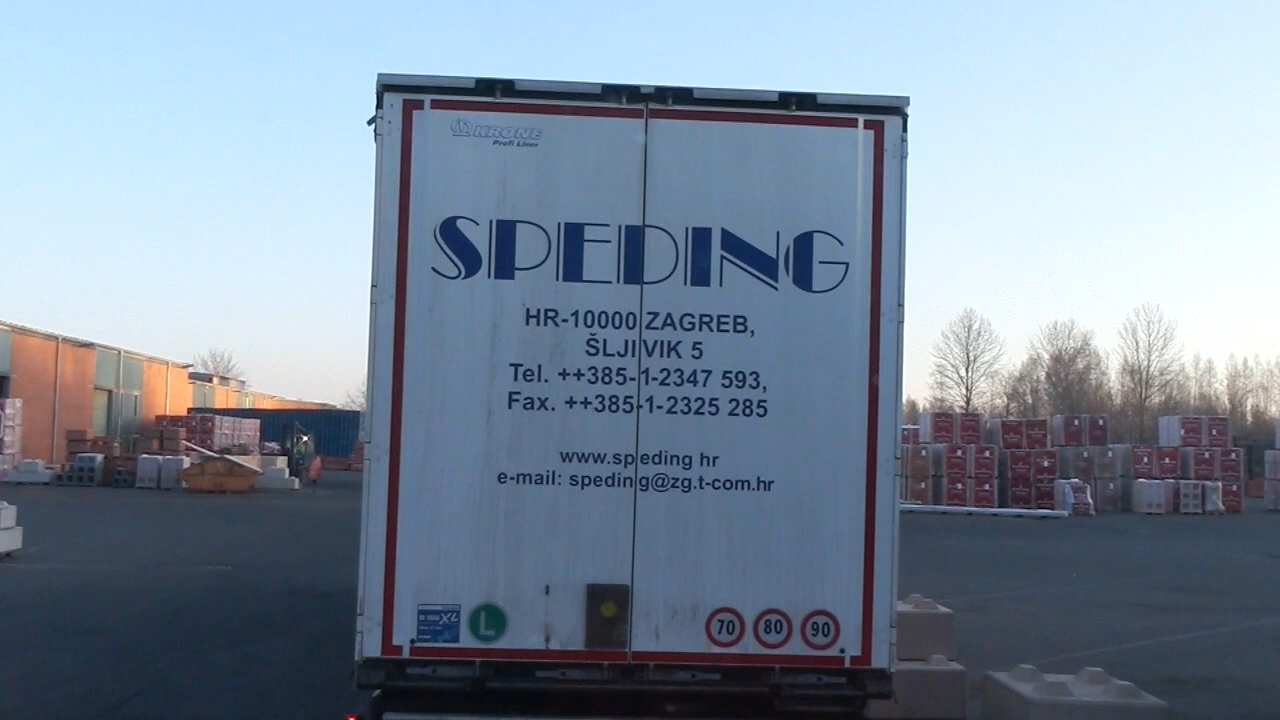 KRONE
Profi Liner
SPEDING
HR-10000 ZAGREB,
ŠLJIVIK 5
Tel. ++385-1-2347 593,
Fax. ++385-1-2325 285
www.speding hr
e-mail: speding@zg.t-com.hr
XL
L
70 80 90